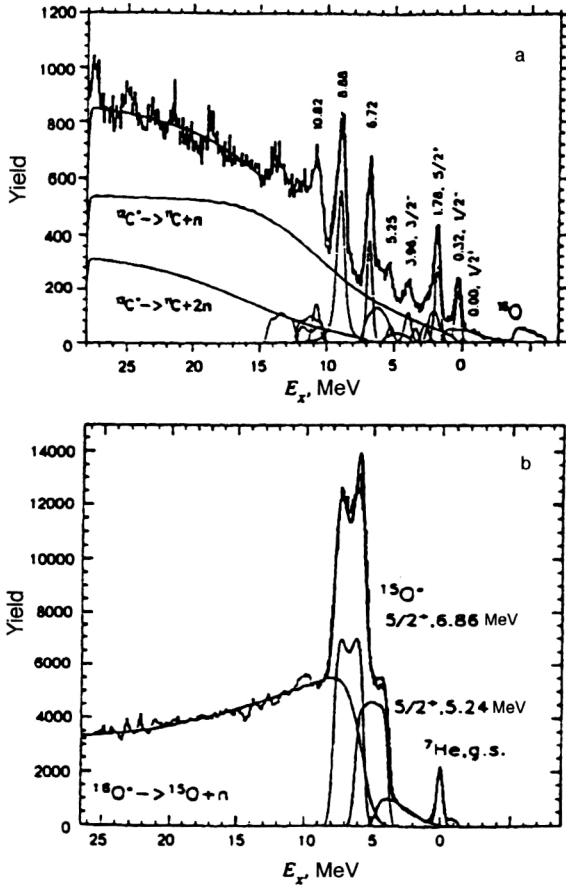 a
1200
1000
800
600
400
200
0
Yield
10.82
8.88
6.72
5.25
3.96, 3/2⁻
1.78, 5/2⁺
0.32, 1/2⁻
0.00, 1/2⁺
25 20 15 10 5 0
Eₓ, MeV
b
14000
12000
10000
8000
6000
4000
2000
0
Yield
¹⁵O*
5/2⁺,6.86 MeV
5/2⁺,5.24 MeV
⁷He,g.s.
¹⁶O*->¹⁵O+n
25 20 15 10 5 0
Eₓ, MeV